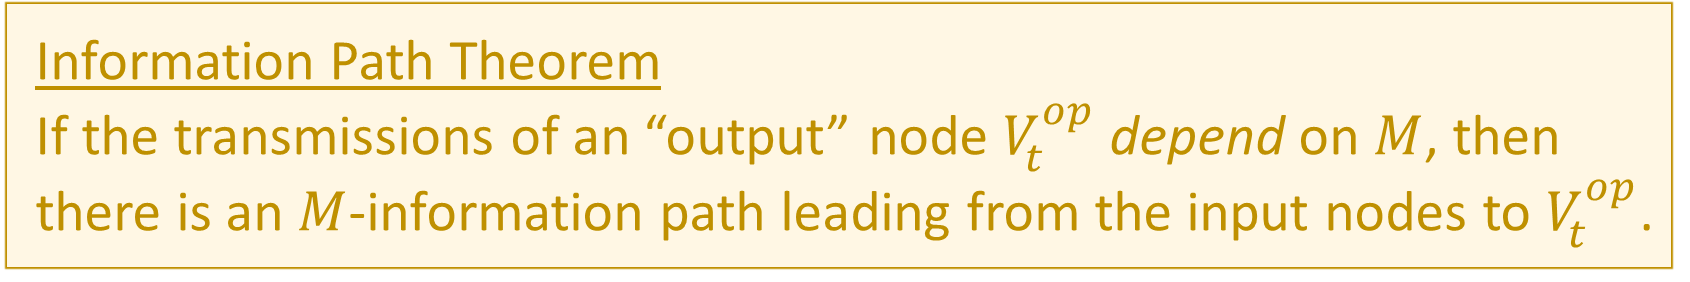 Information Path Theorem
If the transmissions of an “output” node $V_t^{op}$ depend on $M$, then
there is an $M$-information path leading from the input nodes to $V_t^{op}$.